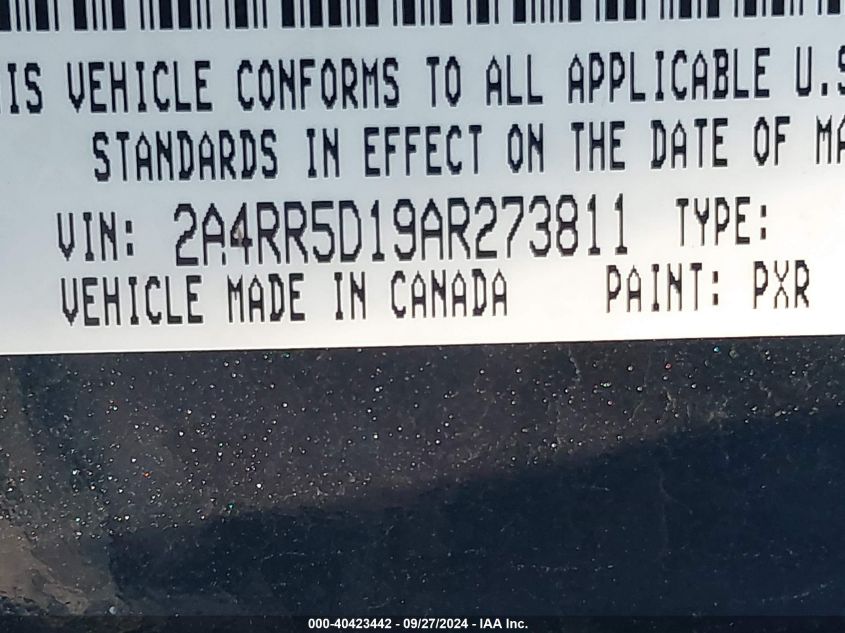 IS VEHICLE CONFORMS TO ALL APPLICABLE U.S
STANDARDS IN EFFECT ON THE DATE OF MA
VIN: 2A4RR5D19AR273811 TYPE:
VEHICLE MADE IN CANADA PAINT: PXR
000-40423442 - 09/27/2024 - IAA Inc.